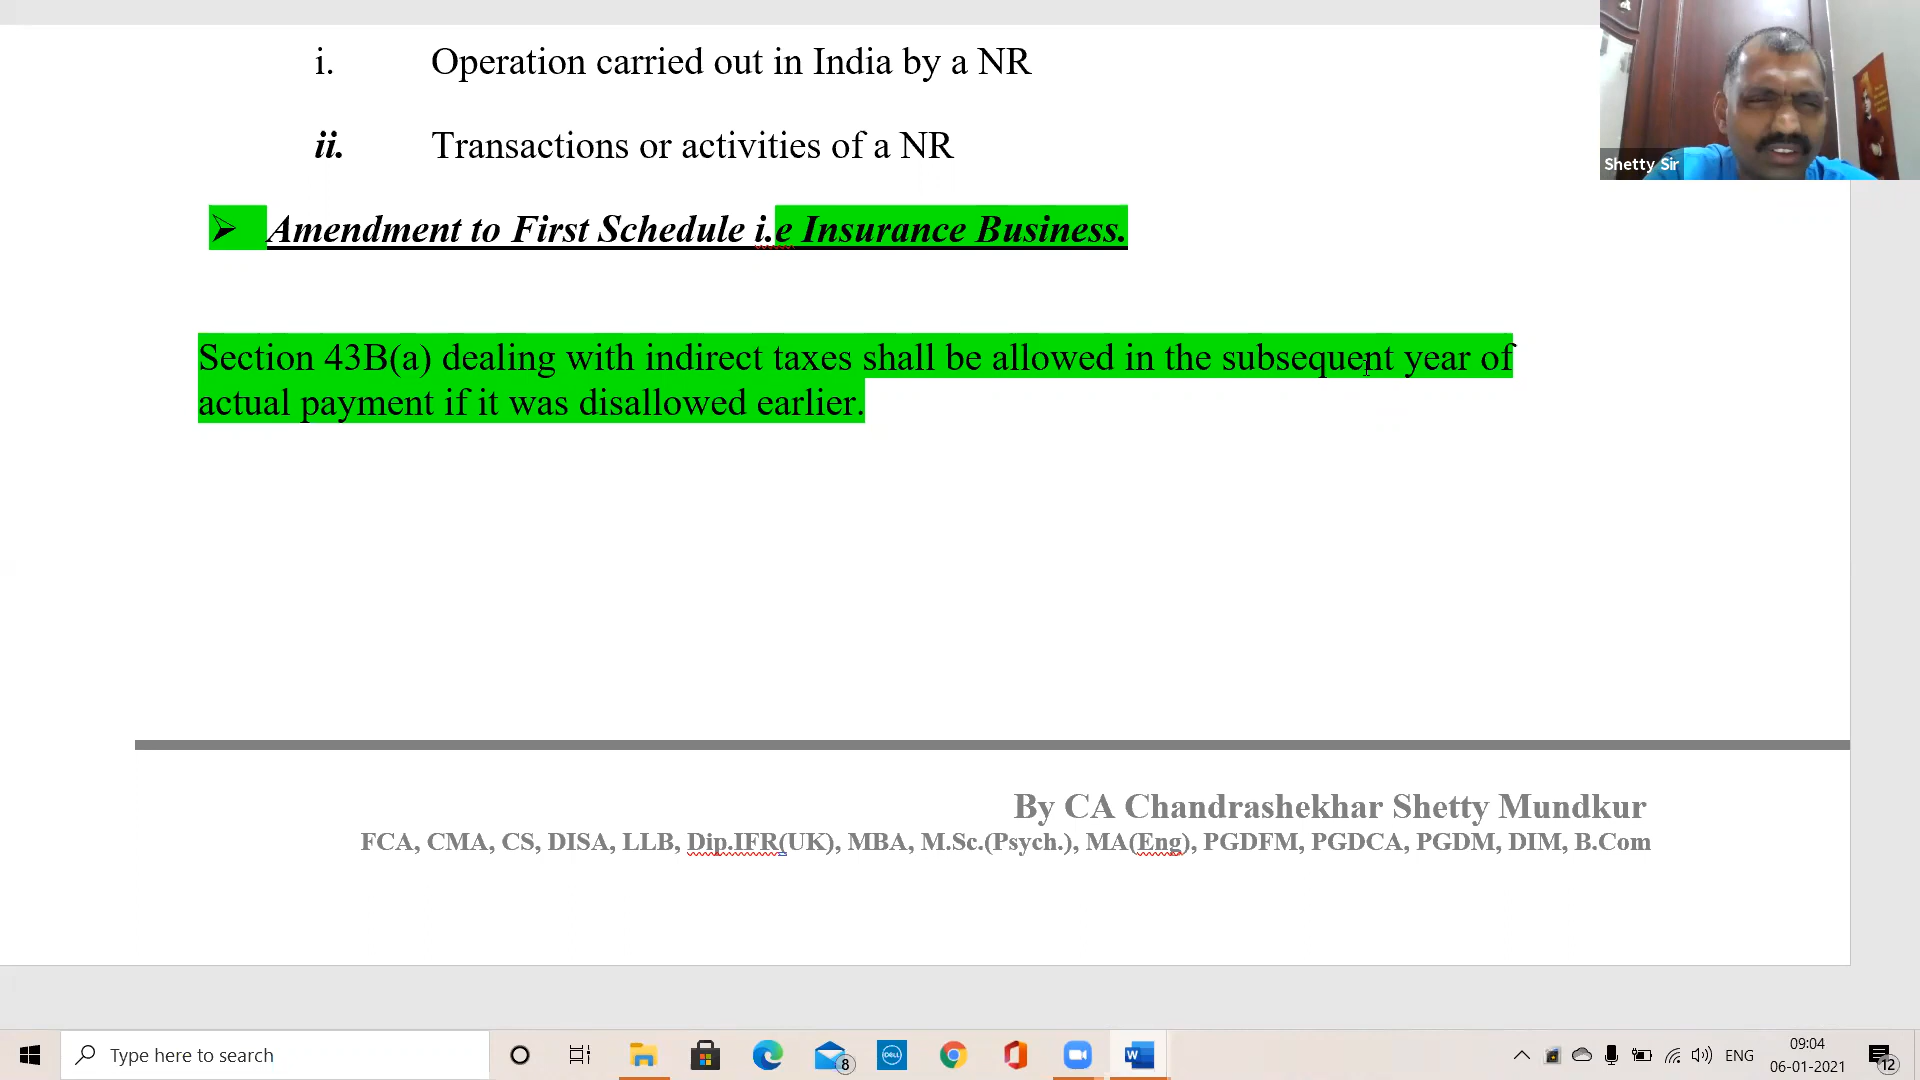 i. Operation carried out in India by a NR
ii. Transactions or activities of a NR
Shetty Sir
➢ Amendment to First Schedule i.e Insurance Business.
Section 43B(a) dealing with indirect taxes shall be allowed in the subsequent year of
actual payment if it was disallowed earlier.
By CA Chandrashekhar Shetty Mundkur
FCA, CMA, CS, DISA, LLB, Dip.IFR(UK), MBA, M.Sc.(Psych.), MA(Eng), PGDFM, PGDCA, PGDM, DIM, B.Com
Type here to search
8
DELL
W
ENG
09:04
06-01-2021
12